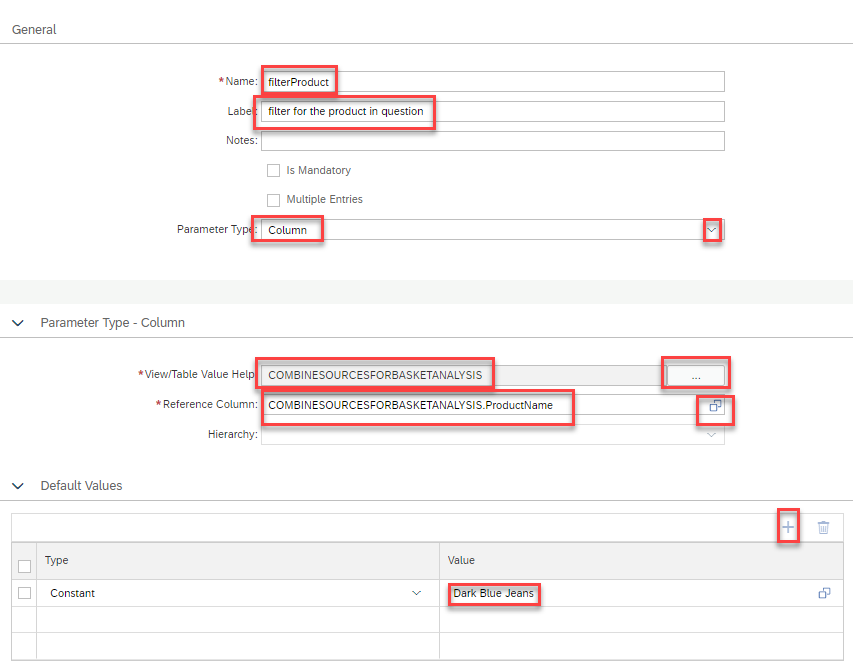 General
*Name: filterProduct
Label: filter for the product in question
Notes:
Is Mandatory
Multiple Entries
Parameter Type: Column
Parameter Type - Column
*View/Table Value Help: COMBINESOURCESFORBASKETANALYSIS ...
*Reference Column: COMBINESOURCESFORBASKETANALYSIS.ProductName
Hierarchy:
Default Values
Type Value
Constant Dark Blue Jeans